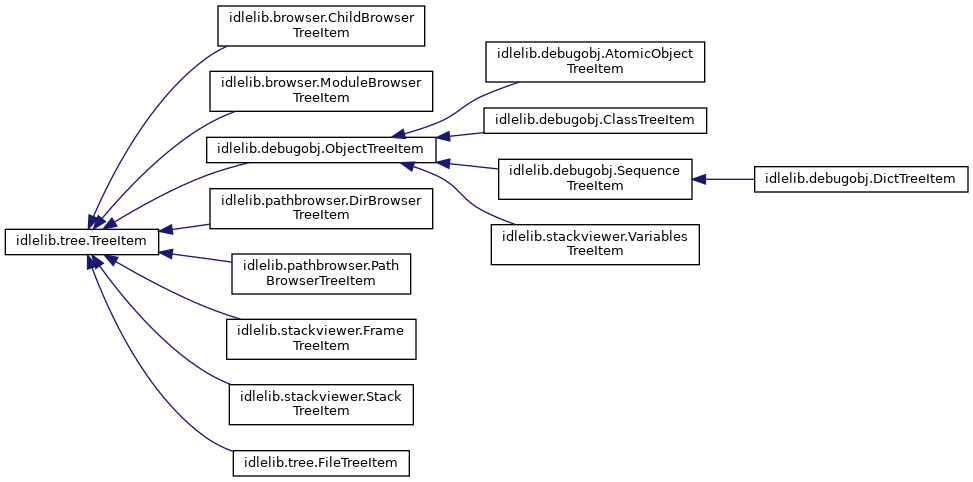 idlelib.browser.ChildBrowser
TreeItem
idlelib.browser.ModuleBrowser
TreeItem
idlelib.debugobj.ObjectTreeItem
idlelib.pathbrowser.DirBrowser
TreeItem
idlelib.tree.TreeItem
idlelib.pathbrowser.Path
BrowserTreeItem
idlelib.stackviewer.Frame
TreeItem
idlelib.stackviewer.Stack
TreeItem
idlelib.tree.FileTreeItem
idlelib.debugobj.AtomicObject
TreeItem
idlelib.debugobj.ClassTreeItem
idlelib.debugobj.Sequence
TreeItem
idlelib.stackviewer.Variables
TreeItem
idlelib.debugobj.DictTreeItem